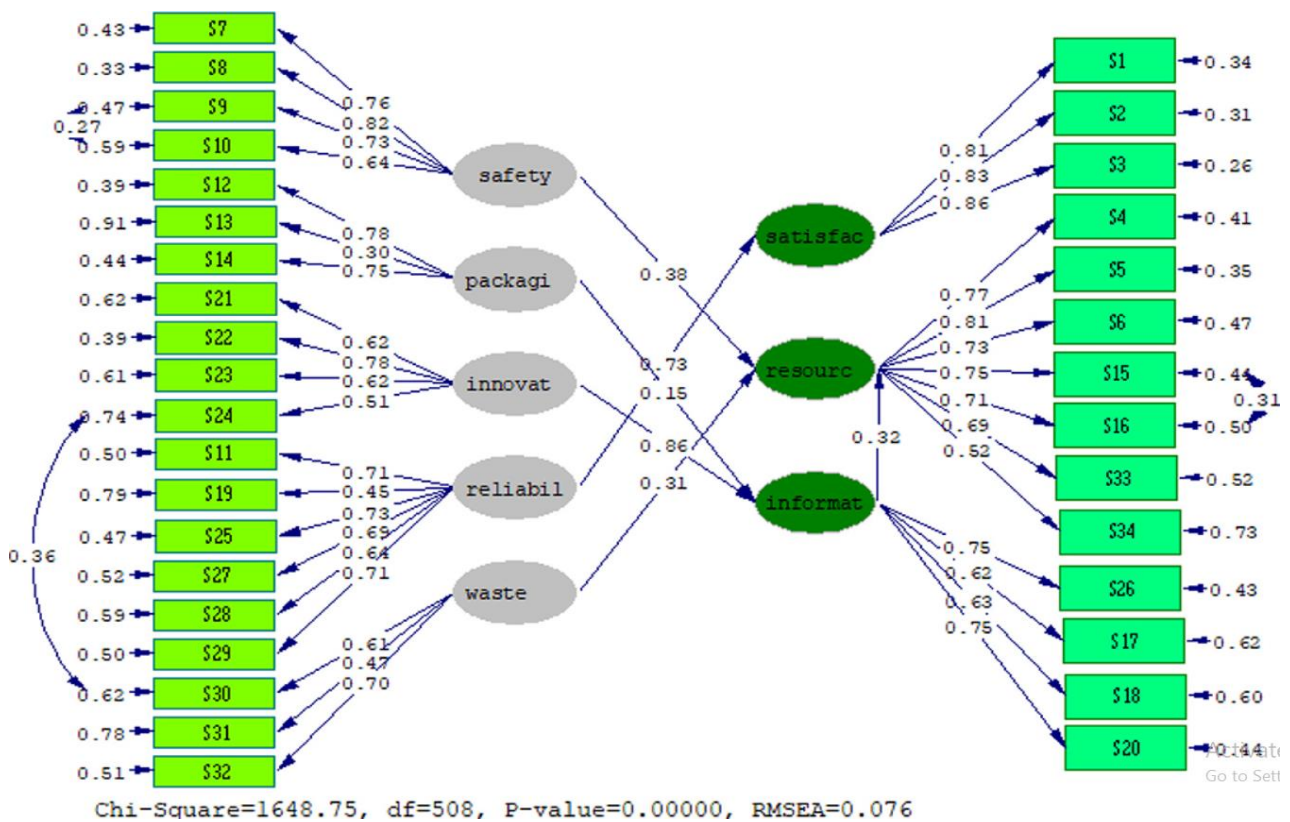 0.43 S7
0.33 S8
0.47 S9
0.27
0.59 S10
0.39 S12
0.91 S13
0.44 S14
0.62 S21
0.39 S22
0.61 S23
0.74 S24
0.50 S11
0.79 S19
0.47 S25
0.36
0.52 S27
0.59 S28
0.50 S29
0.62 S30
0.78 S31
0.51 S32
0.76
0.82
0.73
0.64
0.78
0.30
0.75
0.62
0.78
0.62
0.51
0.71
0.45
0.73
0.69
0.64
0.71
0.61
0.47
0.70
safety
packagi
innovat
reliabil
waste
0.38
0.73
0.15
0.86
0.31
satisfac
resourc
informat
0.32
0.81
0.83
0.86
0.77
0.81
0.73
0.75
0.71
0.69
0.52
0.75
0.62
0.63
0.75
S1 0.34
S2 0.31
S3 0.26
S4 0.41
S5 0.35
S6 0.47
S15 0.44
0.31
S16 0.50
S33 0.52
S34 0.73
S26 0.43
S17 0.62
S18 0.60
S20 0.44
Activate
Go to Sett
Chi-Square=1648.75, df=508, P-value=0.00000, RMSEA=0.076